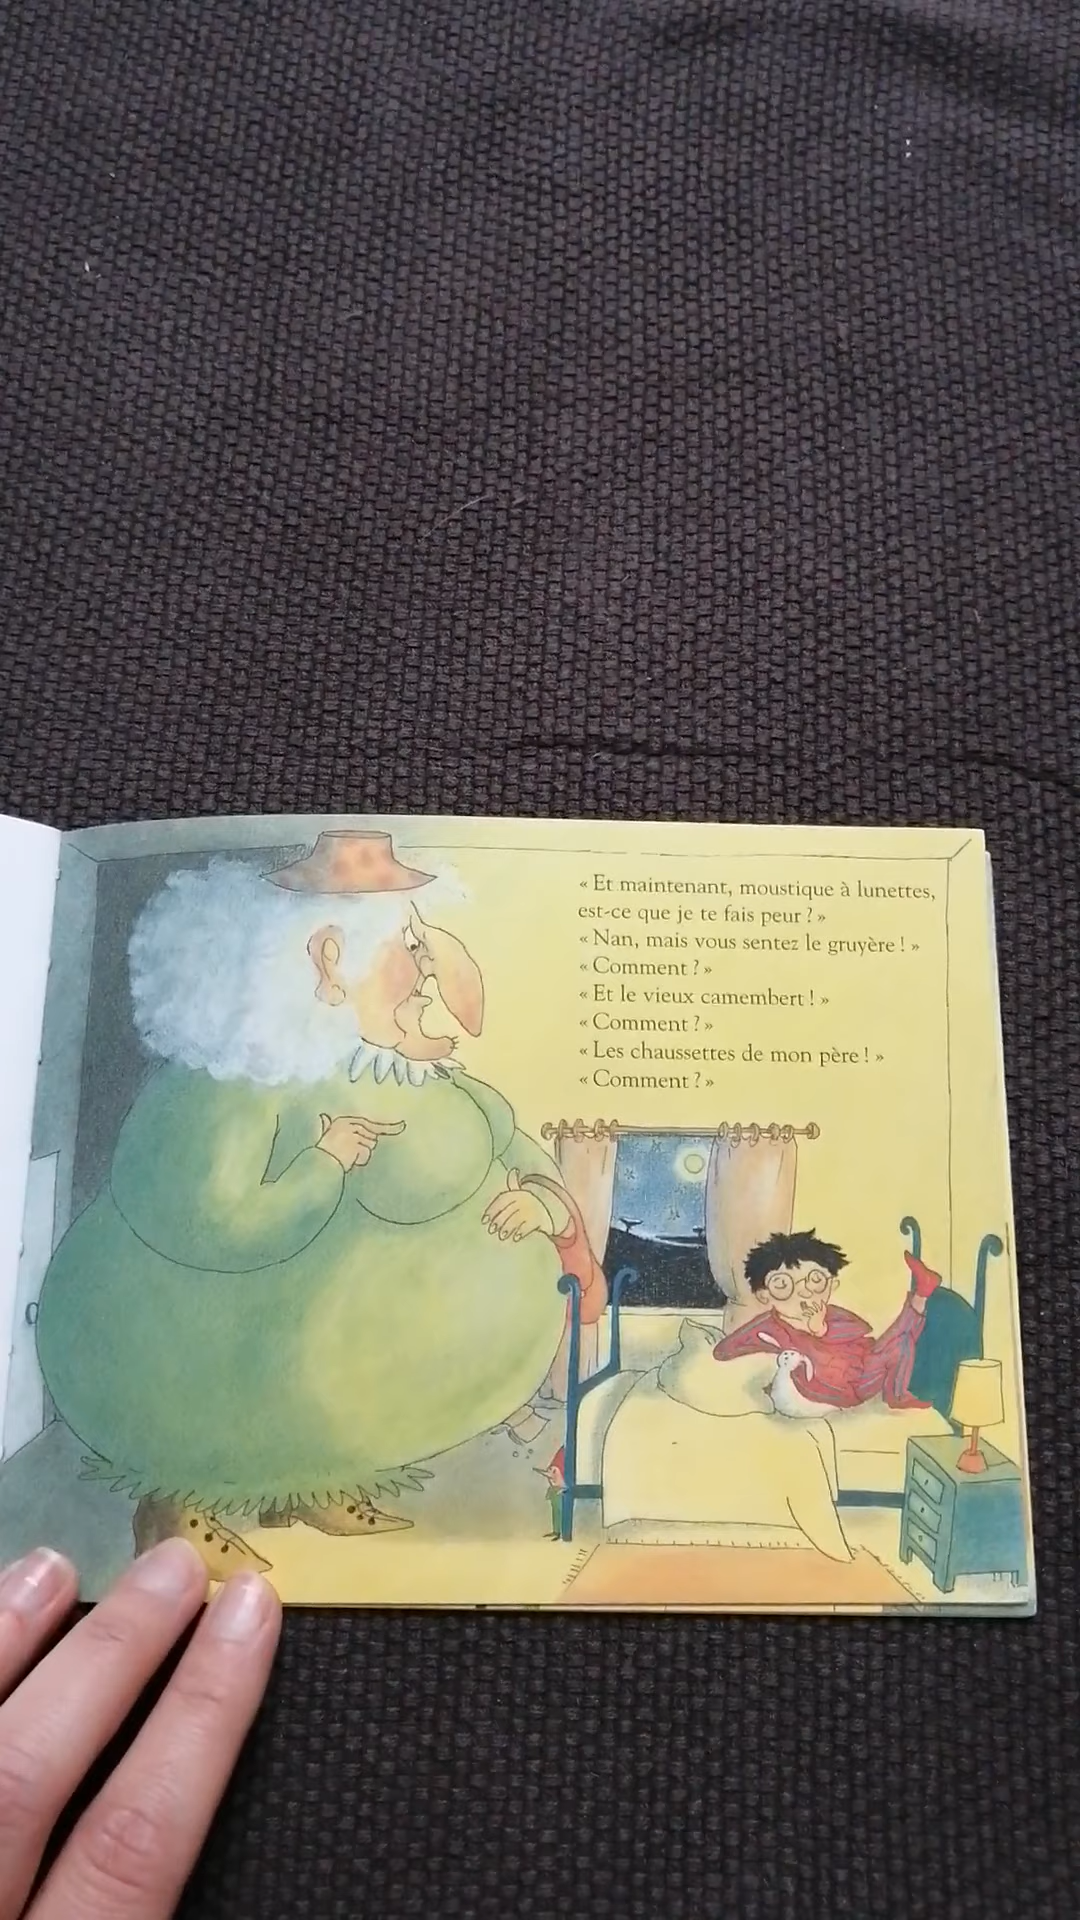 « Et maintenant, moustique à lunettes,
est-ce que je te fais peur ? »
« Nan, mais vous sentez le gruyère ! »
« Comment ? »
« Et le vieux camembert ! »
« Comment ? »
« Les chaussettes de mon père ! »
« Comment ? »